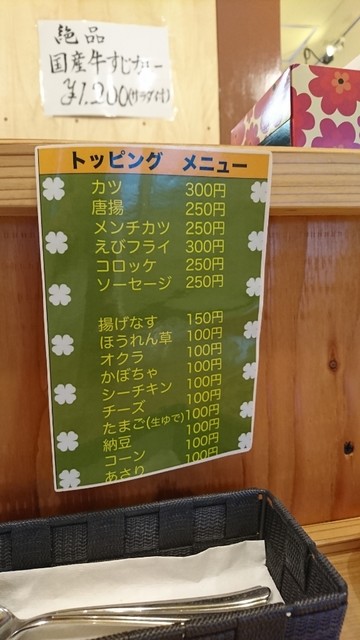 絶品
国産牛すじカレー
¥1,200(サラダ付)
トッピング メニュー
カツ 300円
唐揚 250円
メンチカツ 250円
えびフライ 300円
コロッケ 250円
ソーセージ 250円
揚げなす 150円
ほうれん草 100円
オクラ 100円
かぼちゃ 100円
シーチキン 100円
チーズ 100円
たまご(生ゆで) 100円
納豆 100円
コーン 100円
あさり